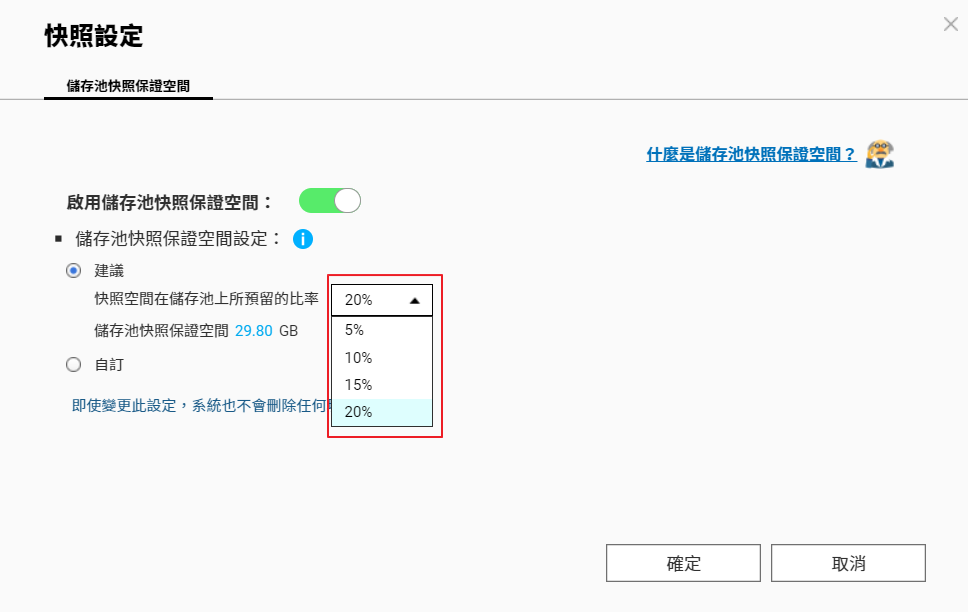 快照設定
儲存池快照保證空間
什麼是儲存池快照保證空間？
啟用儲存池快照保證空間：
儲存池快照保證空間設定：
建議
快照空間在儲存池上所預留的比率 20%
5%
10%
15%
20%
儲存池快照保證空間 29.80 GB
自訂
即使變更此設定，系統也不會刪除任何
確定 取消